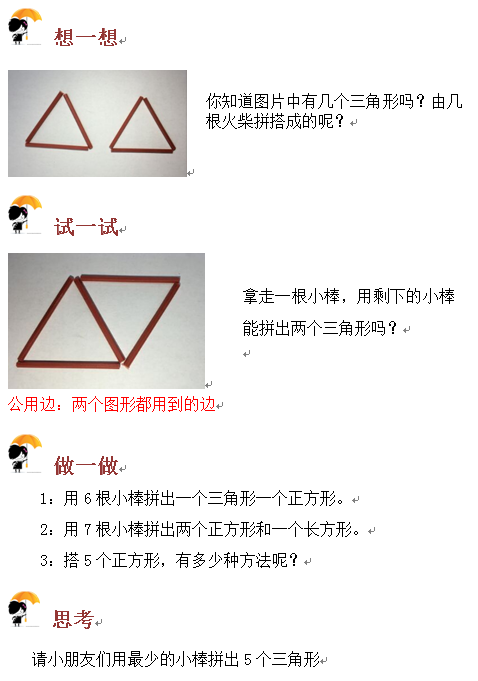 想一想
你知道图片中有几个三角形吗？由几
根火柴拼搭成的呢？
试一试
拿走一根小棒，用剩下的小棒
能拼出两个三角形吗？
公用边：两个图形都用到的边
做一做
1：用 6 根小棒拼出一个三角形一个正方形。
2：用 7 根小棒拼出两个正方形和一个长方形。
3：搭 5 个正方形，有多少种方法呢？
思考
请小朋友们用最少的小棒拼出 5 个三角形